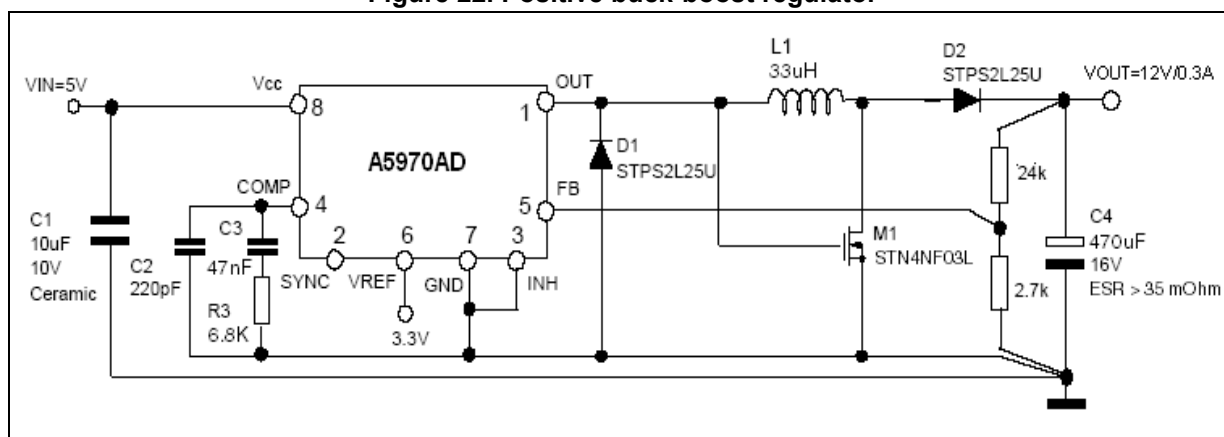 Figure 22. Positive buck-boost regulator
VIN=5V
Vcc
8
OUT
1
L1
33uH
D2
STPS2L25U
VOUT=12V/0.3A
D1
STPS2L25U
A5970AD
COMP
4
FB
5
24k
C1
10uF
10V
Ceramic
C2
220pF
C3
47nF
R3
6.8K
2
SYNC
6
VREF
7
GND
3
INH
3.3V
M1
STN4NF03L
2.7k
C4
470uF
16V
ESR > 35 mOhm